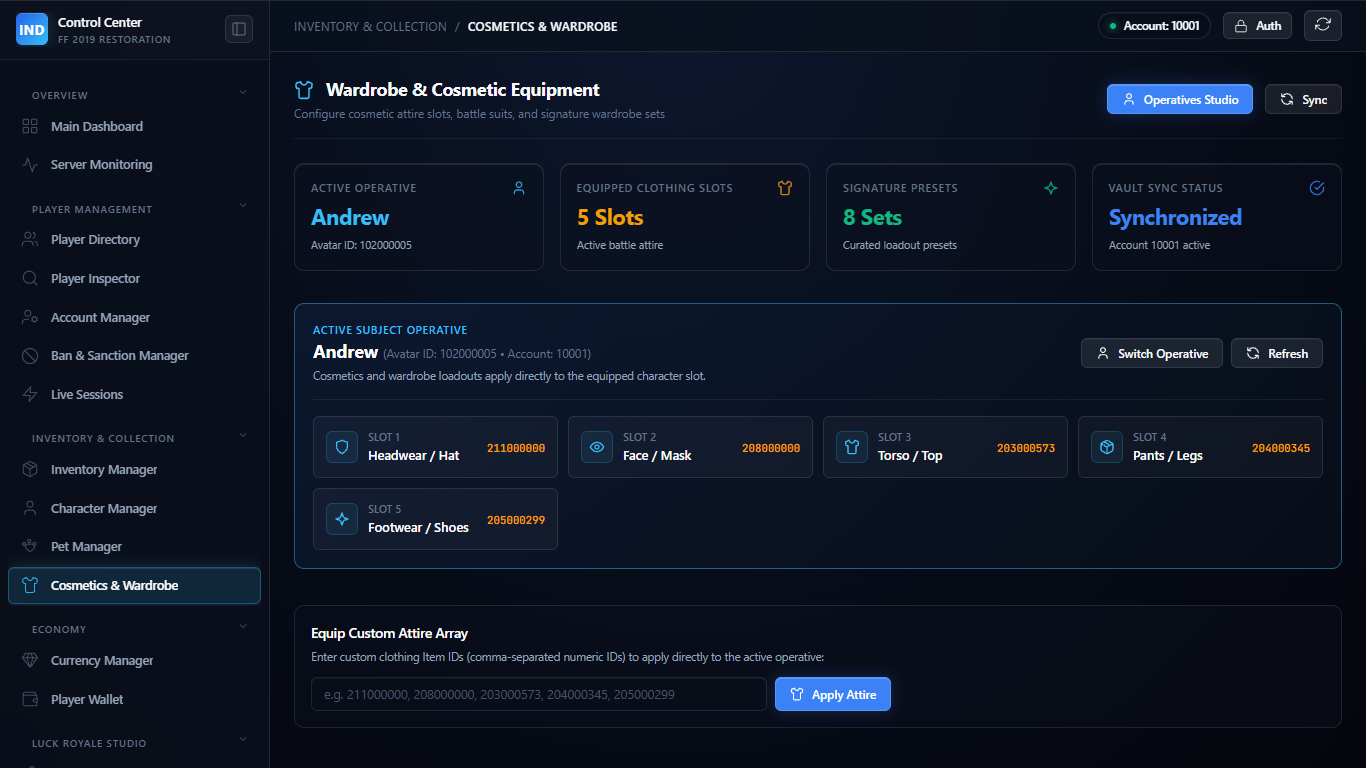 IND
Control Center
FF 2019 RESTORATION
OVERVIEW
Main Dashboard
Server Monitoring
PLAYER MANAGEMENT
Player Directory
Player Inspector
Account Manager
Ban & Sanction Manager
Live Sessions
INVENTORY & COLLECTION
Inventory Manager
Character Manager
Pet Manager
Cosmetics & Wardrobe
ECONOMY
Currency Manager
Player Wallet
LUCK ROYALE STUDIO
INVENTORY & COLLECTION / COSMETICS & WARDROBE
Account: 10001
Auth
Wardrobe & Cosmetic Equipment
Configure cosmetic attire slots, battle suits, and signature wardrobe sets
Operatives Studio
Sync
ACTIVE OPERATIVE
Andrew
Avatar ID: 102000005
EQUIPPED CLOTHING SLOTS
5 Slots
Active battle attire
SIGNATURE PRESETS
8 Sets
Curated loadout presets
VAULT SYNC STATUS
Synchronized
Account 10001 active
ACTIVE SUBJECT OPERATIVE
Andrew (Avatar ID: 102000005 • Account: 10001)
Cosmetics and wardrobe loadouts apply directly to the equipped character slot.
Switch Operative
Refresh
SLOT 1
Headwear / Hat
211000000
SLOT 2
Face / Mask
208000000
SLOT 3
Torso / Top
203000573
SLOT 4
Pants / Legs
204000345
SLOT 5
Footwear / Shoes
205000299
Equip Custom Attire Array
Enter custom clothing Item IDs (comma-separated numeric IDs) to apply directly to the active operative:
e.g. 211000000, 208000000, 203000573, 204000345, 205000299
Apply Attire